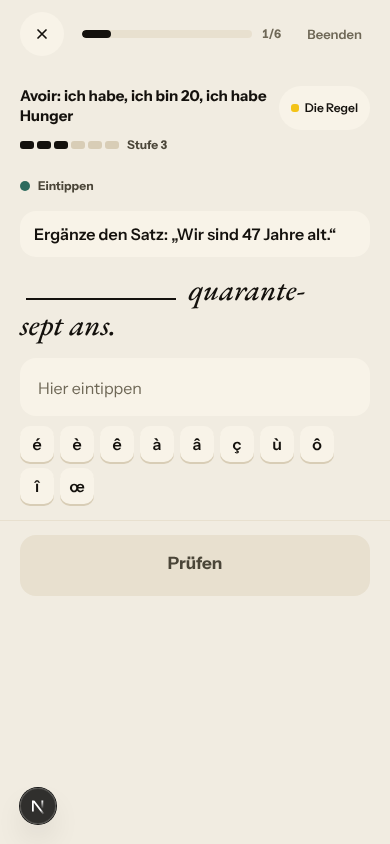 ✕ 1/6 Beenden
Avoir: ich habe, ich bin 20, ich habe
Hunger
Die Regel
Stufe 3
Eintippen
Ergänze den Satz: „Wir sind 47 Jahre alt.“
__________ quarante-
sept ans.
Hier eintippen
é è ê à â ç ù ô
î œ
Prüfen
N